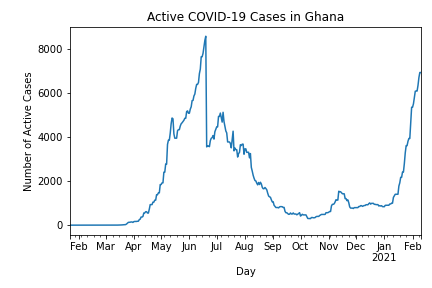 Active COVID-19 Cases in Ghana
8000
6000
4000
2000
0
Number of Active Cases
Feb Mar Apr May Jun Jul Aug Sep Oct Nov Dec Jan Feb
2021
Day